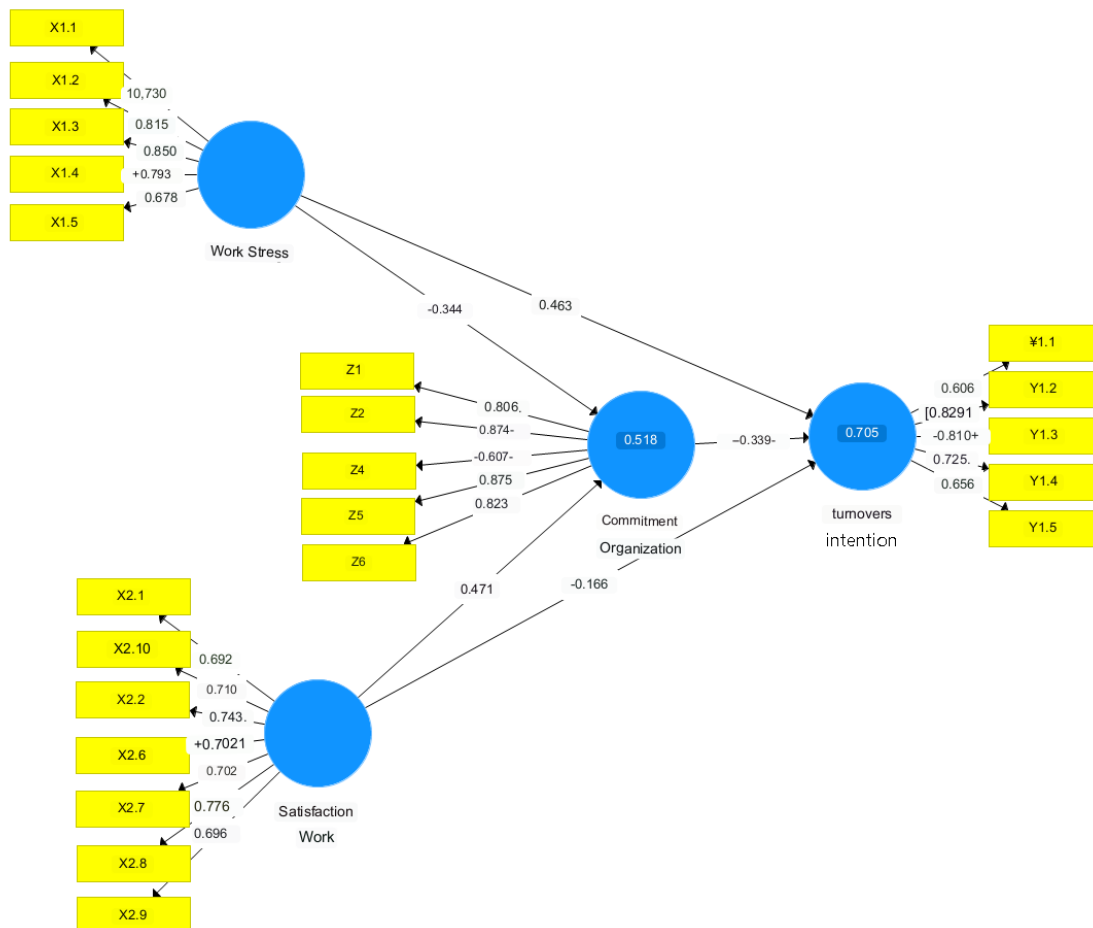 X1.1
X1.2
10,730
X1.3
0.815
0.850
X1.4
+0.793
0.678
X1.5
Work Stress
-0.344
0.463
Z1
0.806.
Z2
0.874-
Z4
-0.607-
0.875
Z5
0.823
Z6
0.518
Commitment
Organization
–0.339-
0.705
turnovers
intention
¥1.1
0.606
Y1.2
[0.8291
Y1.3
-0.810+
0.725.
Y1.4
0.656
Y1.5
0.471
-0.166
X2.1
0.692
X2.10
0.710
X2.2
0.743.
+0.7021
X2.6
0.702
X2.7
0.776
0.696
X2.8
X2.9
Satisfaction
Work